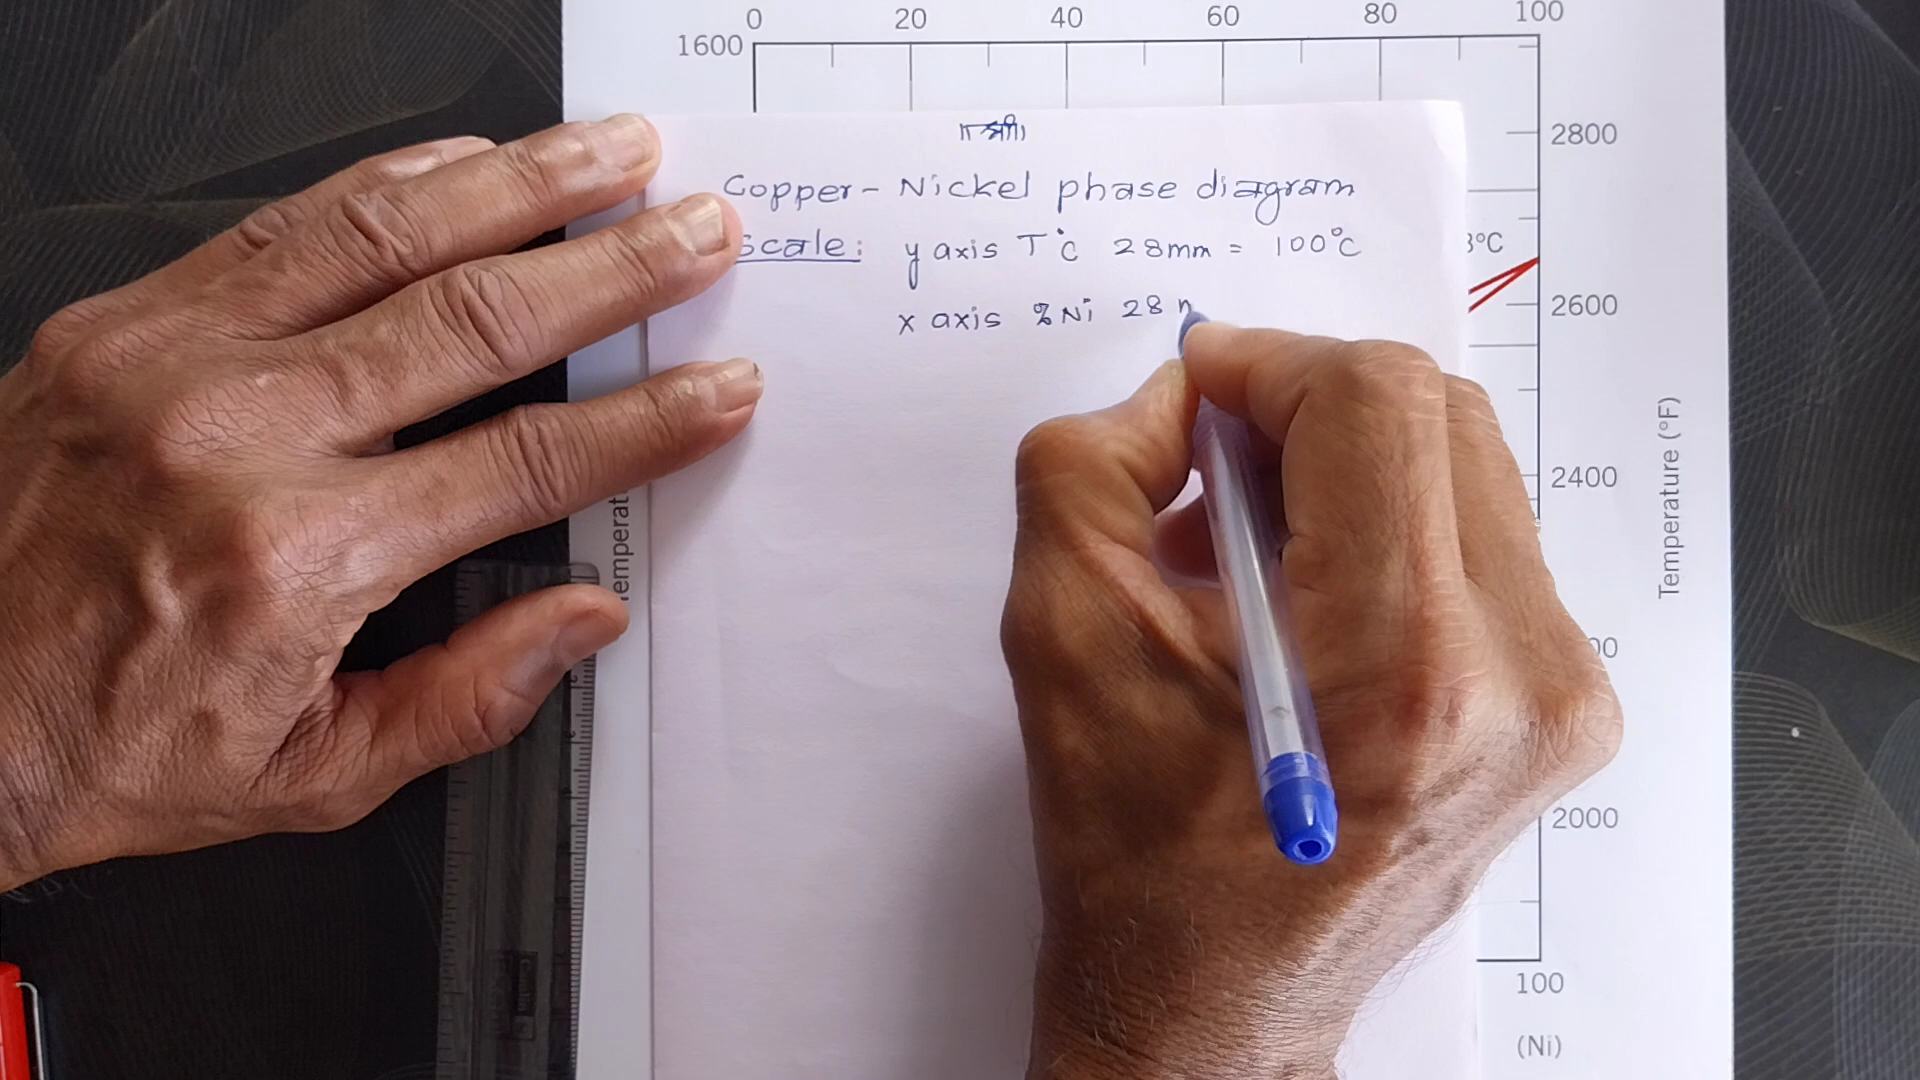 0 20 40 60 80 100
1600
2800
॥श्री॥
Copper - Nickel phase diagram
Scale: y axis T°C 28mm = 100°C
3°C
x axis % Ni 28
2600
2400
Temperature (°F)
2000
100
(Ni)